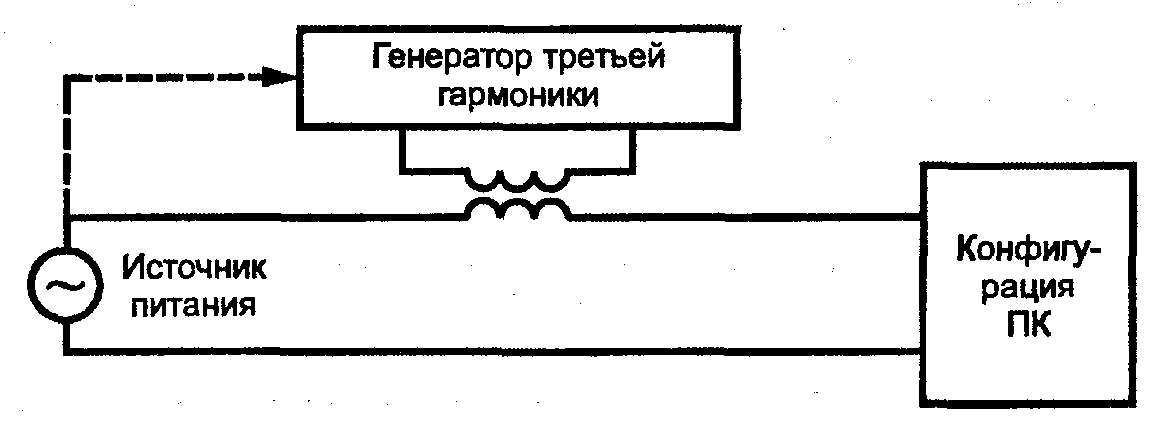 Генератор третьей
гармоники
Источник
питания
Конфигу-
рация
ПК